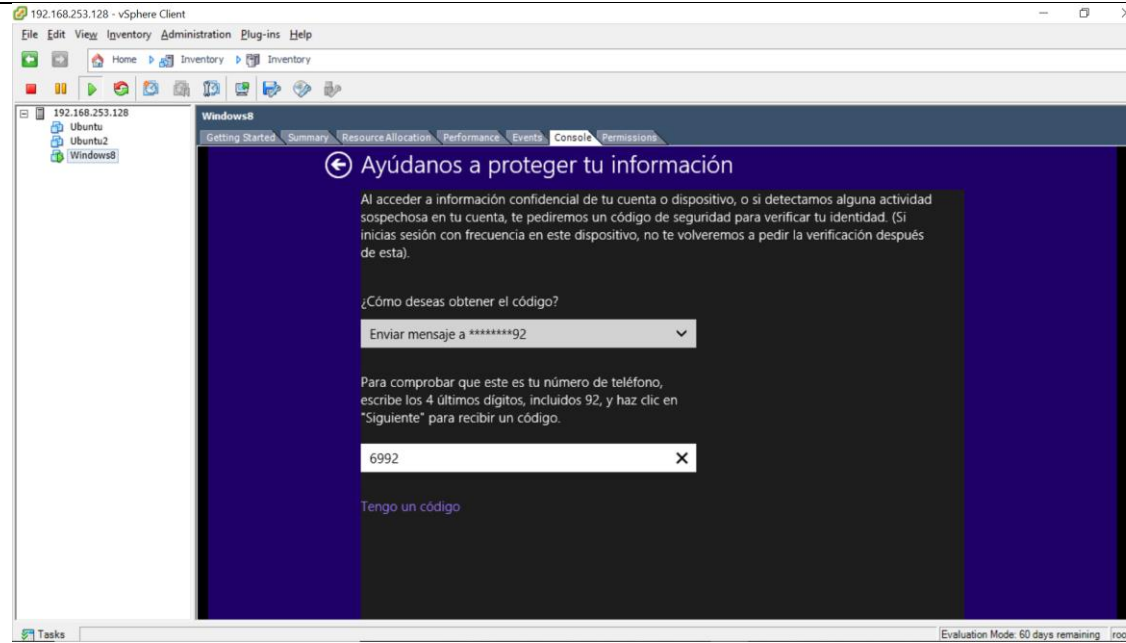 192.168.253.128 - vSphere Client
File Edit View Inventory Administration Plug-ins Help
Home Inventory Inventory
192.168.253.128
Ubuntu
Ubuntu2
Windows8
Windows8
Getting Started Summary Resource Allocation Performance Events Console Permissions
Ayúdanos a proteger tu información
Al acceder a información confidencial de tu cuenta o dispositivo, o si detectamos alguna actividad
sospechosa en tu cuenta, te pediremos un código de seguridad para verificar tu identidad. (Si
inicias sesión con frecuencia en este dispositivo, no te volveremos a pedir la verificación después
de esta).
¿Cómo deseas obtener el código?
Enviar mensaje a ********92
Para comprobar que este es tu número de teléfono,
escribe los 4 últimos dígitos, incluidos 92, y haz clic en
"Siguiente" para recibir un código.
6992
Tengo un código
Tasks
Evaluation Mode: 60 days remaining